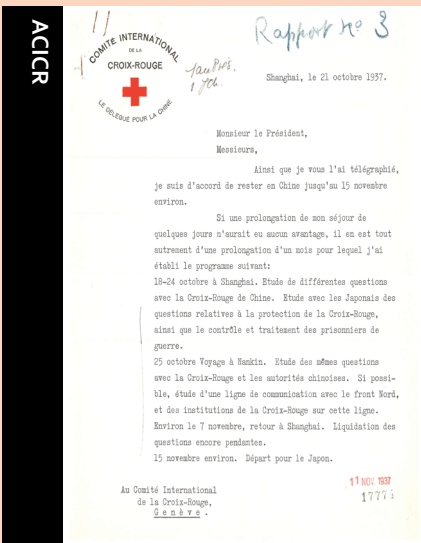 ACICR
COMITÉ INTERNATIONAL
DE LA
CROIX-ROUGE
LE DÉLÉGUÉ POUR LA CHINE
Rapport No 3
Shanghai, le 21 octobre 1937.
Monsieur le Président,
Messieurs,
Ainsi que je vous l'ai télégraphié,
je suis d'accord de rester en Chine jusqu'au 15 novembre
environ.
Si une prolongation de mon séjour de
quelques jours n'aurait eu aucun avantage, il en est tout
autrement d'une prolongation d'un mois pour lequel j'ai
établi le programme suivant:
18-24 octobre à Shanghai. Etude de différentes questions
avec la Croix-Rouge de Chine. Etude avec les Japonais des
questions relatives à la protection de la Croix-Rouge,
ainsi que le contrôle et traitement des prisonniers de
guerre.
25 octobre Voyage à Nankin. Etude des mêmes questions
avec la Croix-Rouge et les autorités chinoises. Si possi-
ble, étude d'une ligne de communication avec le front Nord,
et des institutions de la Croix-Rouge sur cette ligne.
Environ le 7 novembre, retour à Shanghai. Liquidation des
questions encore pendantes.
15 novembre environ. Départ pour le Japon.
11 NOV. 1937
Au Comité International
de la Croix-Rouge,
Genève.